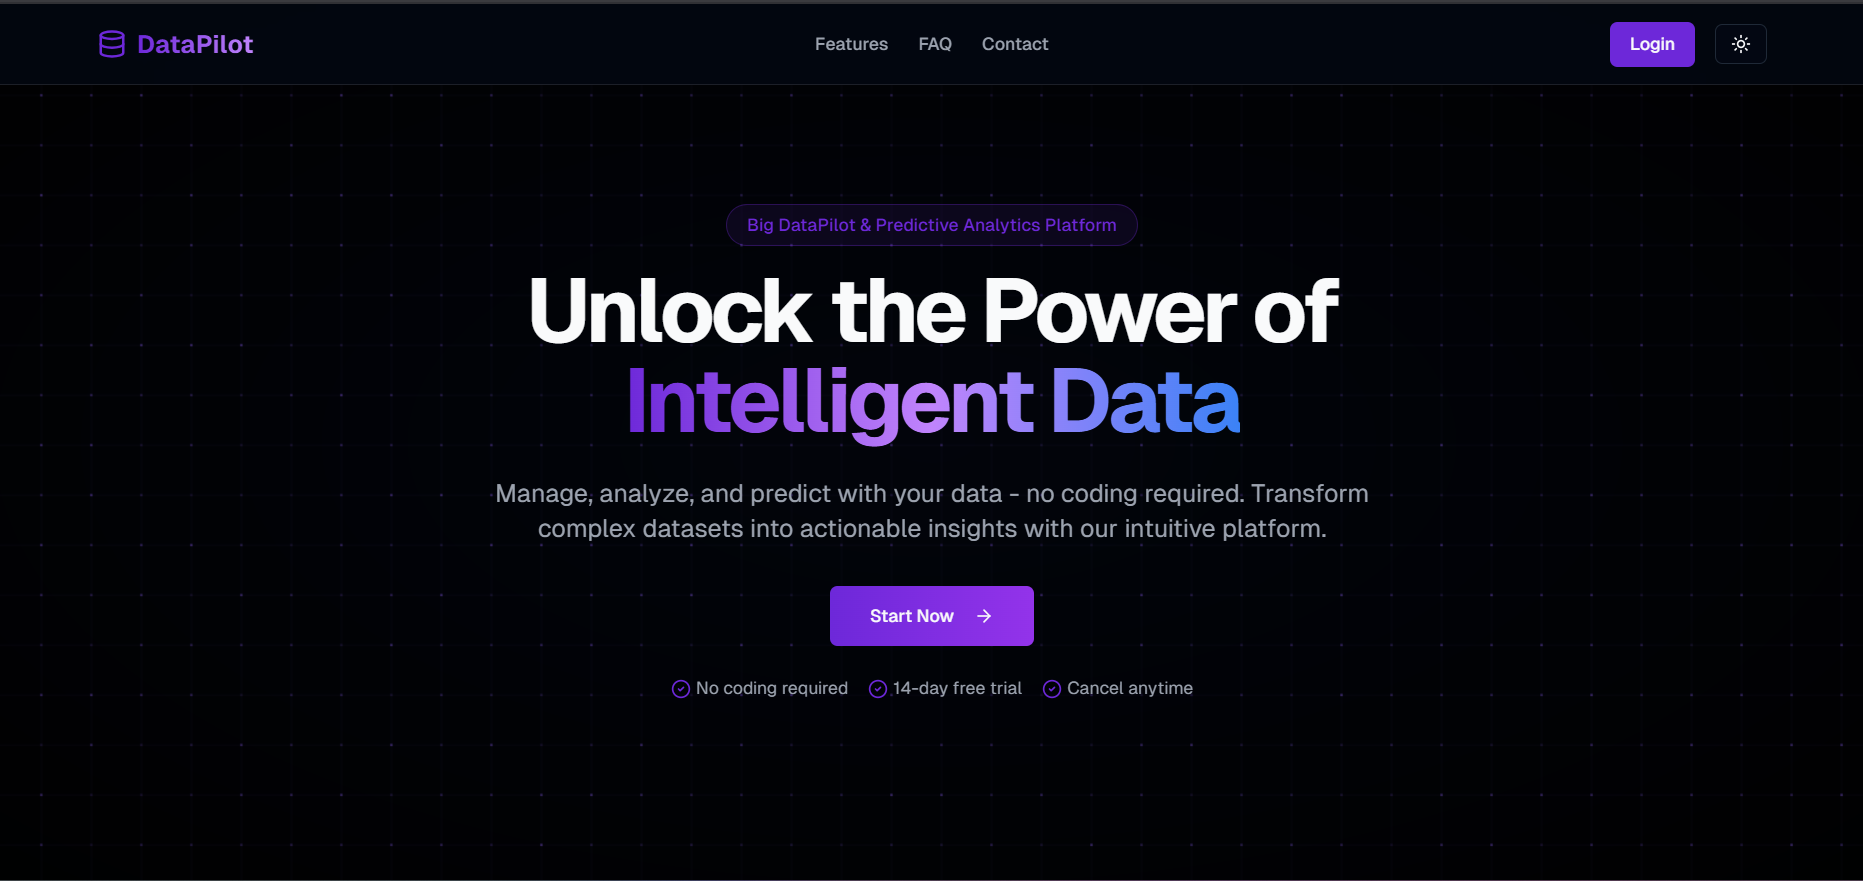 DataPilot
Features
FAQ
Contact
Login
Big DataPilot & Predictive Analytics Platform
Unlock the Power of
Intelligent Data
Manage, analyze, and predict with your data - no coding required. Transform
complex datasets into actionable insights with our intuitive platform.
Start Now
No coding required
14-day free trial
Cancel anytime